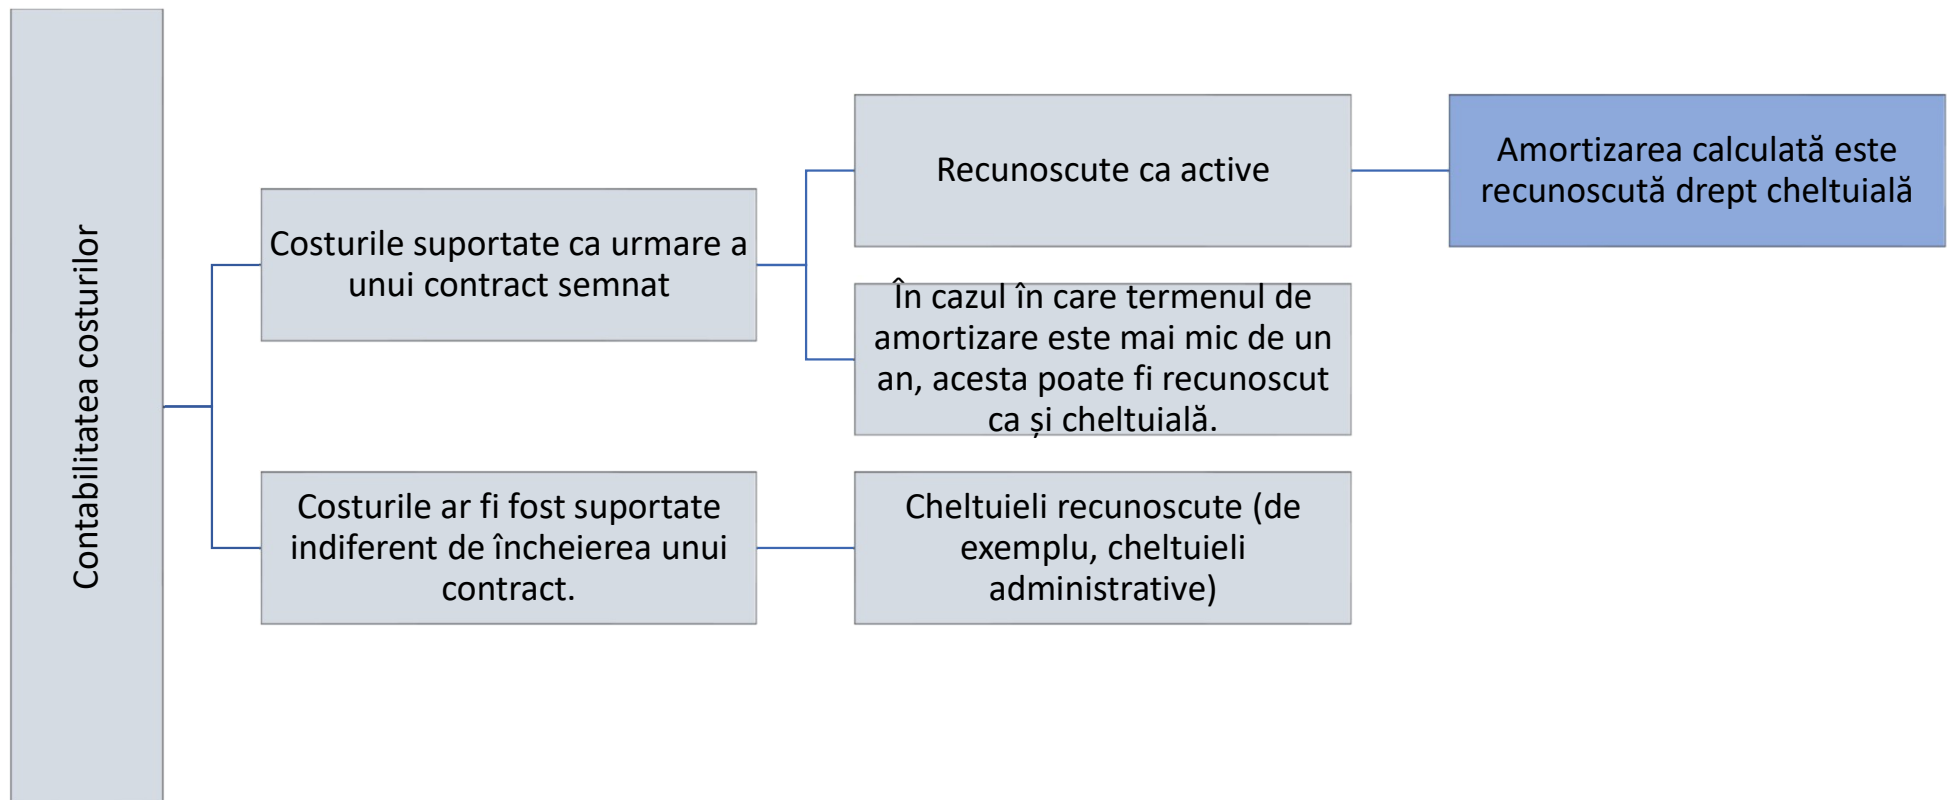 Contabilitatea costurilor
Costurile suportate ca urmare a
unui contract semnat
Recunoscute ca active
Amortizarea calculată este
recunoscută drept cheltuială
În cazul în care termenul de
amortizare este mai mic de un
an, acesta poate fi recunoscut
ca și cheltuială.
Costurile ar fi fost suportate
indiferent de încheierea unui
contract.
Cheltuieli recunoscute (de
exemplu, cheltuieli
administrative)